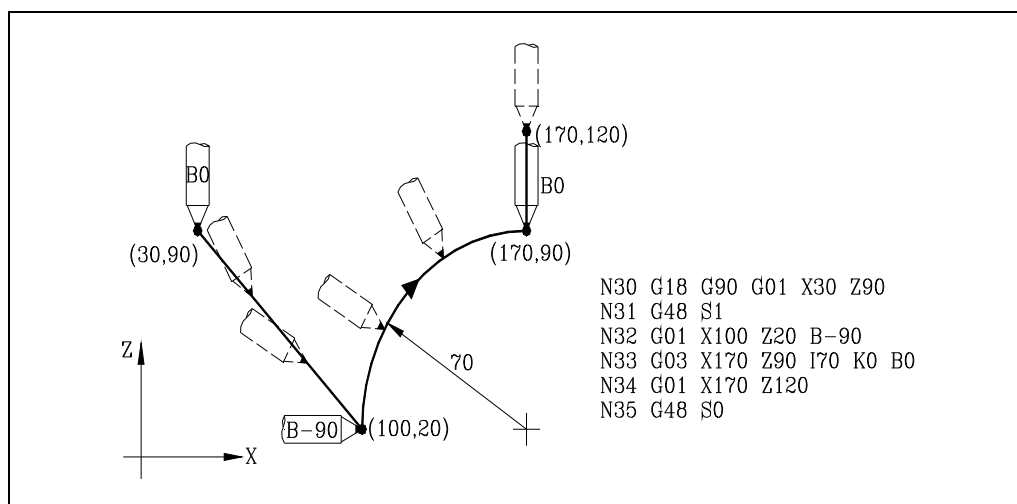 (170,120)
B0
B0
(30,90)
(170,90)
N30 G18 G90 G01 X30 Z90
N31 G48 S1
N32 G01 X100 Z20 B-90
N33 G03 X170 Z90 I70 K0 B0
N34 G01 X170 Z120
N35 G48 S0
Z
70
B-90
(100,20)
X